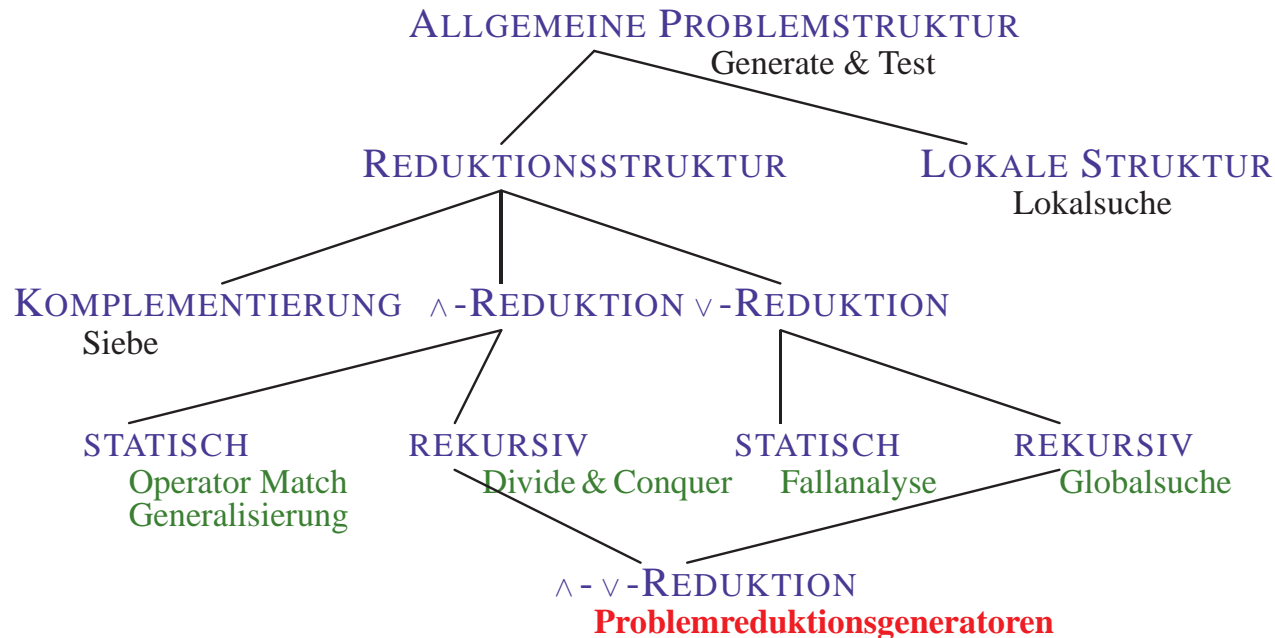 ALLGEMEINE PROBLEMSTRUKTUR
Generate & Test
REDUKTIONSSTRUKTUR
LOKALE STRUKTUR
Lokalsuche
KOMPLEMENTIERUNG
Siebe
∧-REDUKTION
∨-REDUKTION
STATISCH
Operator Match
Generalisierung
REKURSIV
Divide & Conquer
STATISCH
Fallanalyse
REKURSIV
Globalsuche
∧-∨-REDUKTION
Problemreduktionsgeneratoren